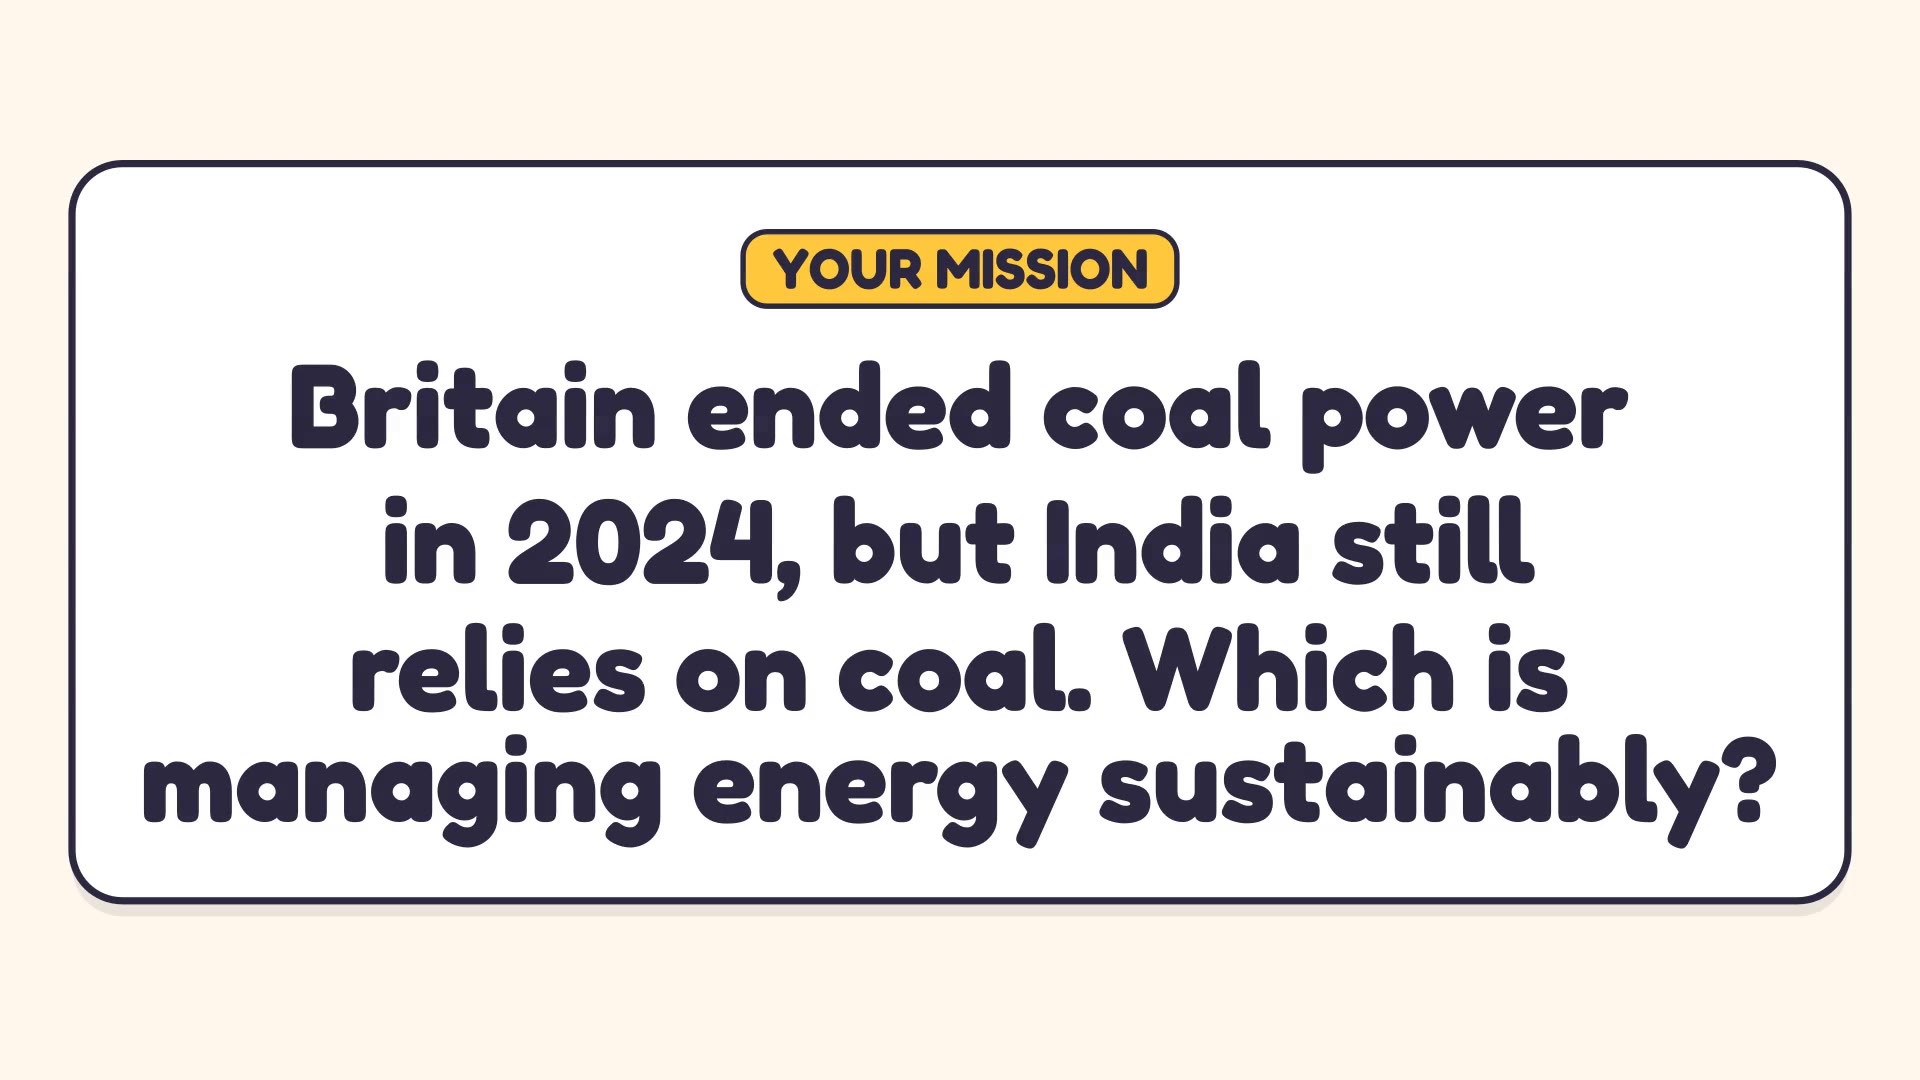 YOUR MISSION
Britain ended coal power
in 2024, but India still
relies on coal. Which is
managing energy sustainably?